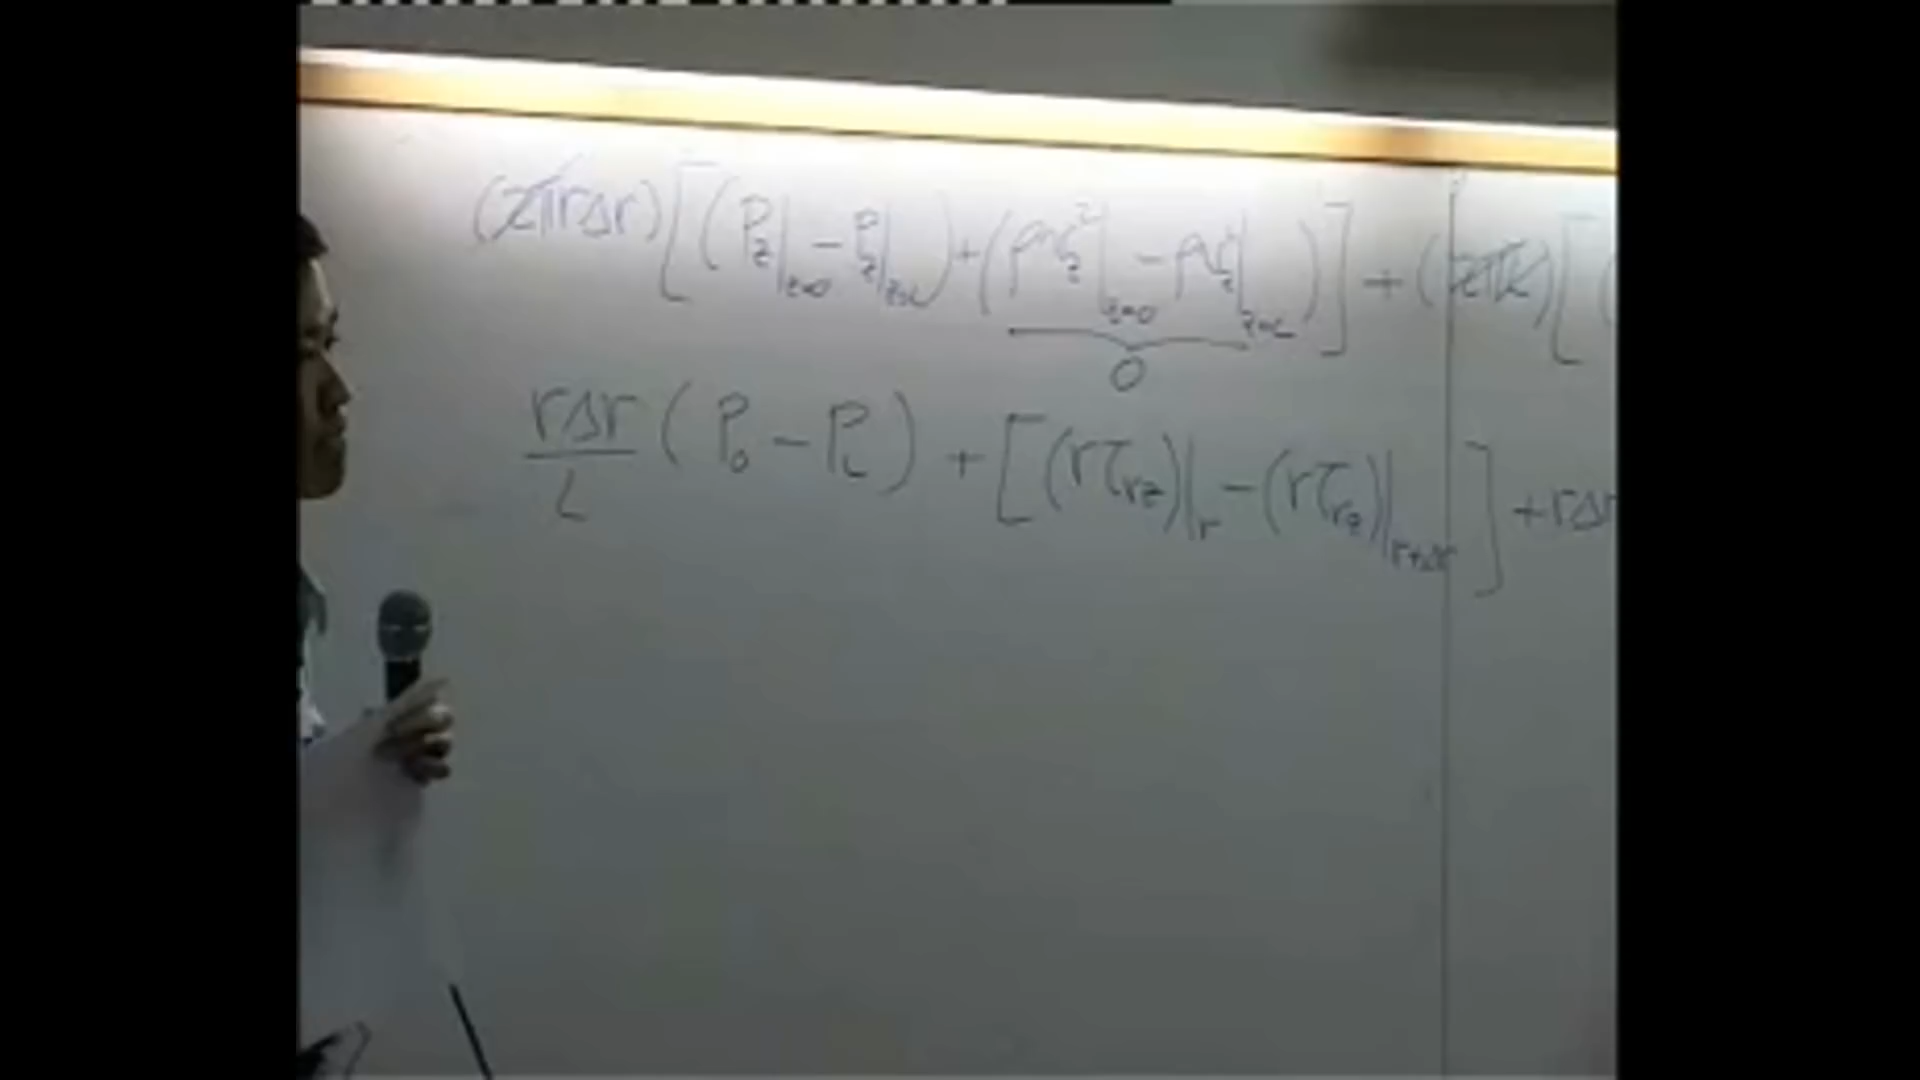 (2πrΔr)[(P_z|_{z=0} − P_z|_{z=L}) + (ρv_z²|_{z=0} − ρv_z²|_{z=L})] + (2πL)[(
0
rΔr/L (P_0 − P_L) + [(rτ_{rz})|_r − (rτ_{rz})|_{r+Δr}] + rΔr